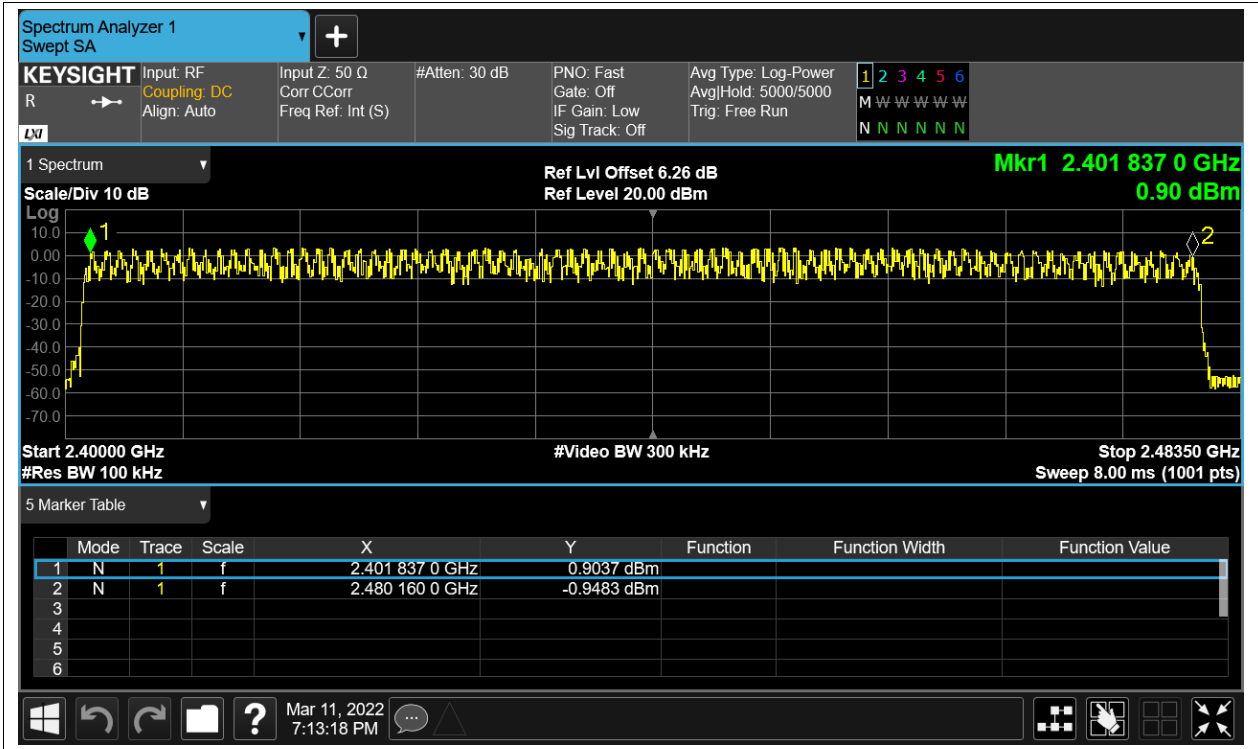 Spectrum Analyzer 1
Swept SA
+
KEYSIGHT
R
LXI
Input: RF
Coupling: DC
Align: Auto
Input Z: 50 Ω
Corr CCorr
Freq Ref: Int (S)
#Atten: 30 dB
PNO: Fast
Gate: Off
IF Gain: Low
Sig Track: Off
Avg Type: Log-Power
Avg|Hold: 5000/5000
Trig: Free Run
1 2 3 4 5 6
M W W W W W
N N N N N N
1 Spectrum
Scale/Div 10 dB
Ref Lvl Offset 6.26 dB
Ref Level 20.00 dBm
Mkr1 2.401 837 0 GHz
0.90 dBm
Log
10.0
0.00
-10.0
-20.0
-30.0
-40.0
-50.0
-60.0
-70.0
1
2
Start 2.40000 GHz
#Res BW 100 kHz
#Video BW 300 kHz
Stop 2.48350 GHz
Sweep 8.00 ms (1001 pts)
5 Marker Table
Mode Trace Scale X Y Function Function Width Function Value
1 N 1 f 2.401 837 0 GHz 0.9037 dBm
2 N 1 f 2.480 160 0 GHz -0.9483 dBm
3
4
5
6
?
Mar 11, 2022
7:13:18 PM